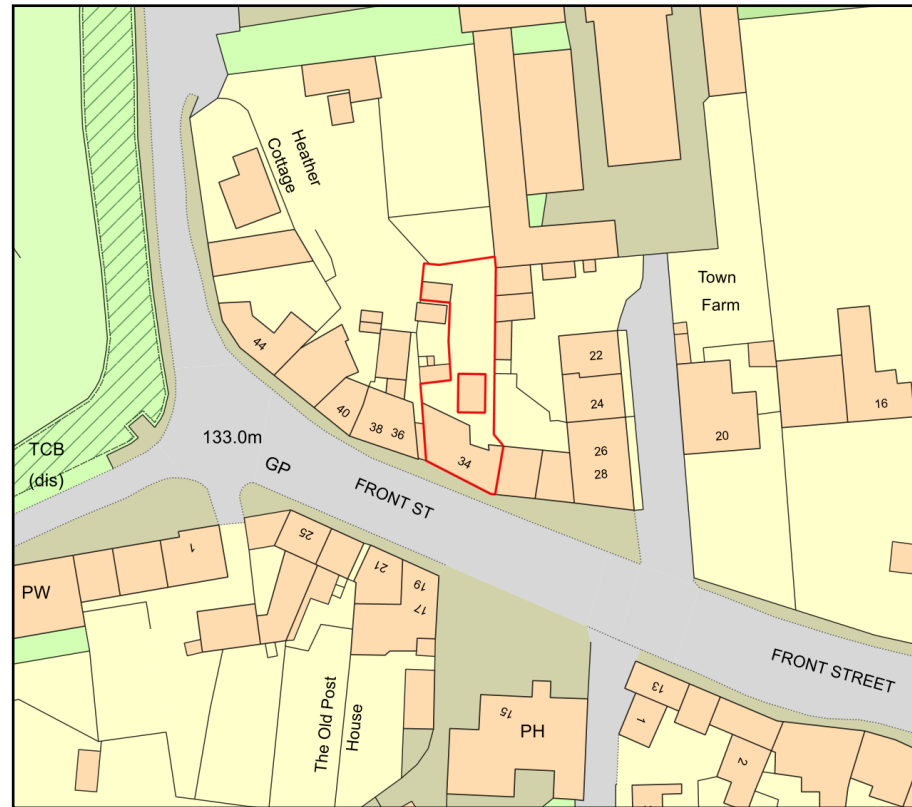 Heather
Cottage
Town
Farm
44
22
24
40
38
36
34
26
28
20
16
133.0m
TCB
(dis)
GP
FRONT ST
FRONT STREET
1
25
21
19
17
PW
The Old Post
House
15
PH
13
1
2